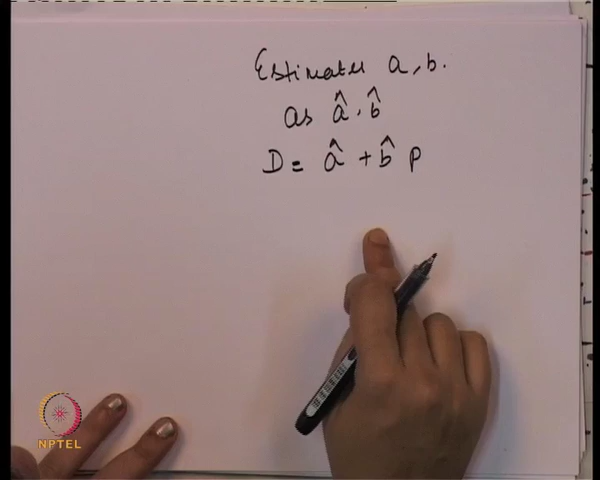 Estimates a, b.
as â, b̂
D = â + b̂ P
NPTEL